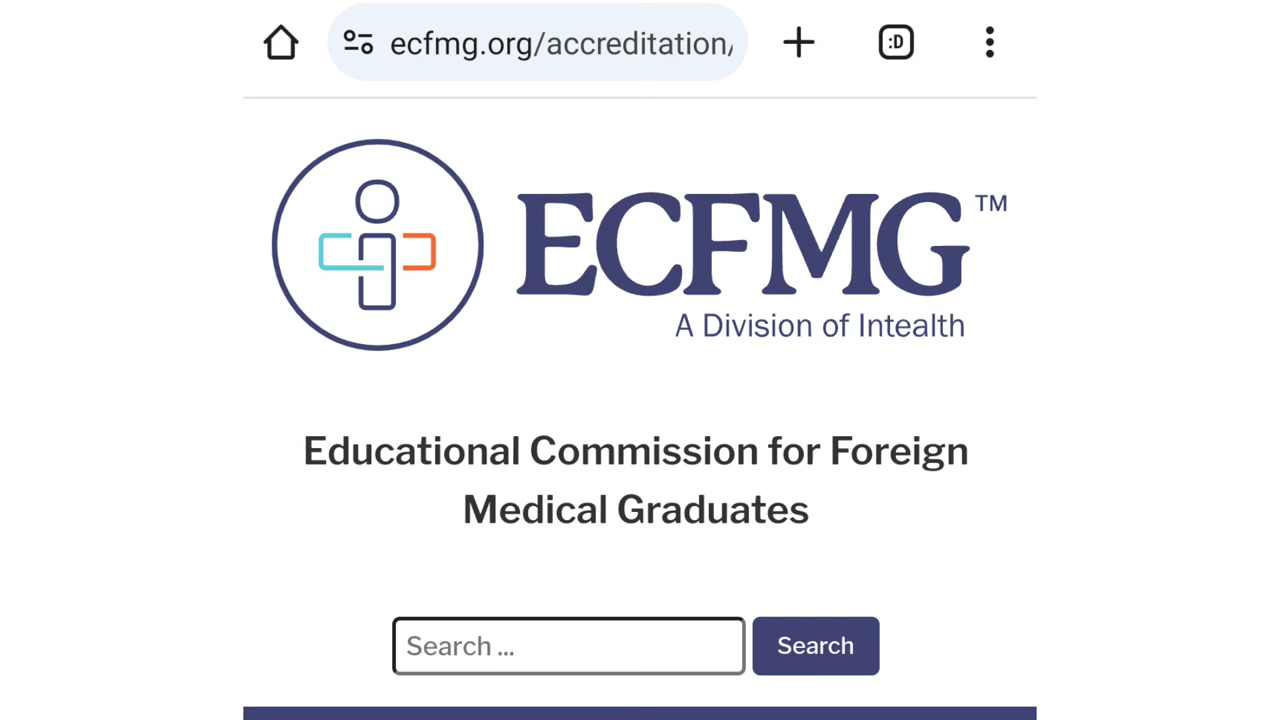 ecfmg.org/accreditation/
:D
ECFMG™
A Division of Intealth
Educational Commission for Foreign
Medical Graduates
Search ...
Search